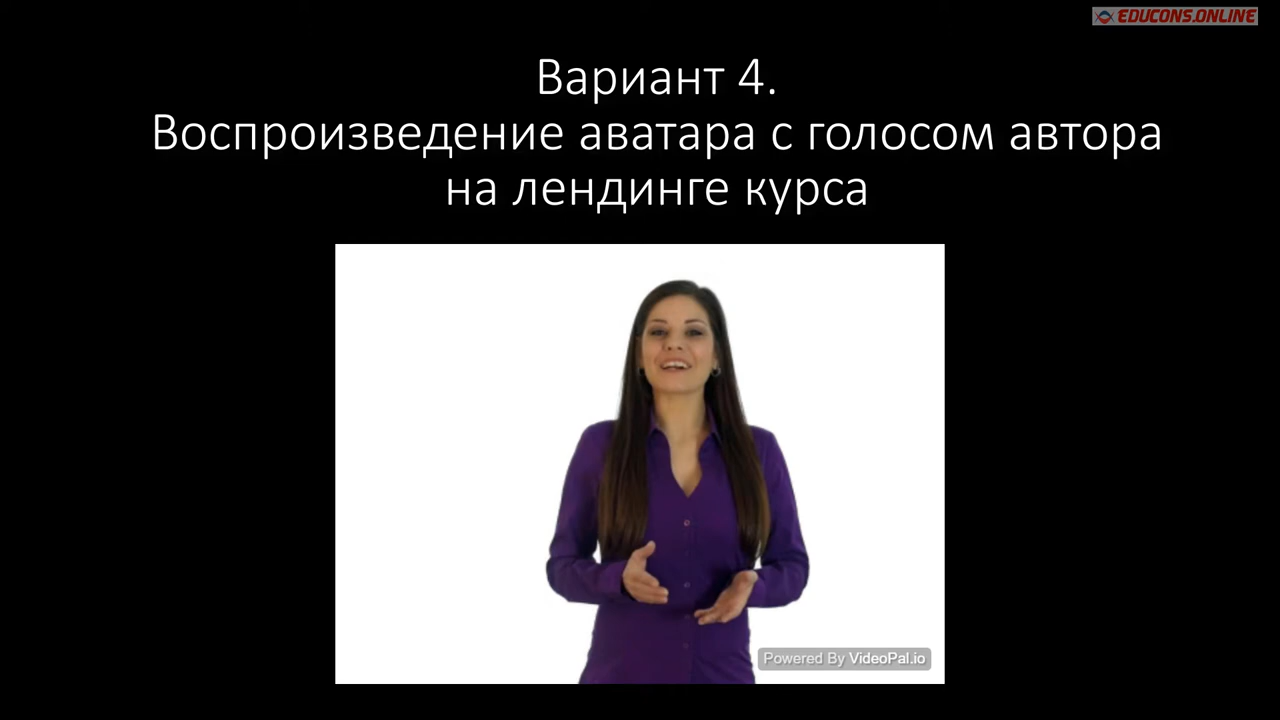 EDUCONS.ONLINE
Вариант 4.
Воспроизведение аватара с голосом автора
на лендинге курса
Powered By VideoPal.io